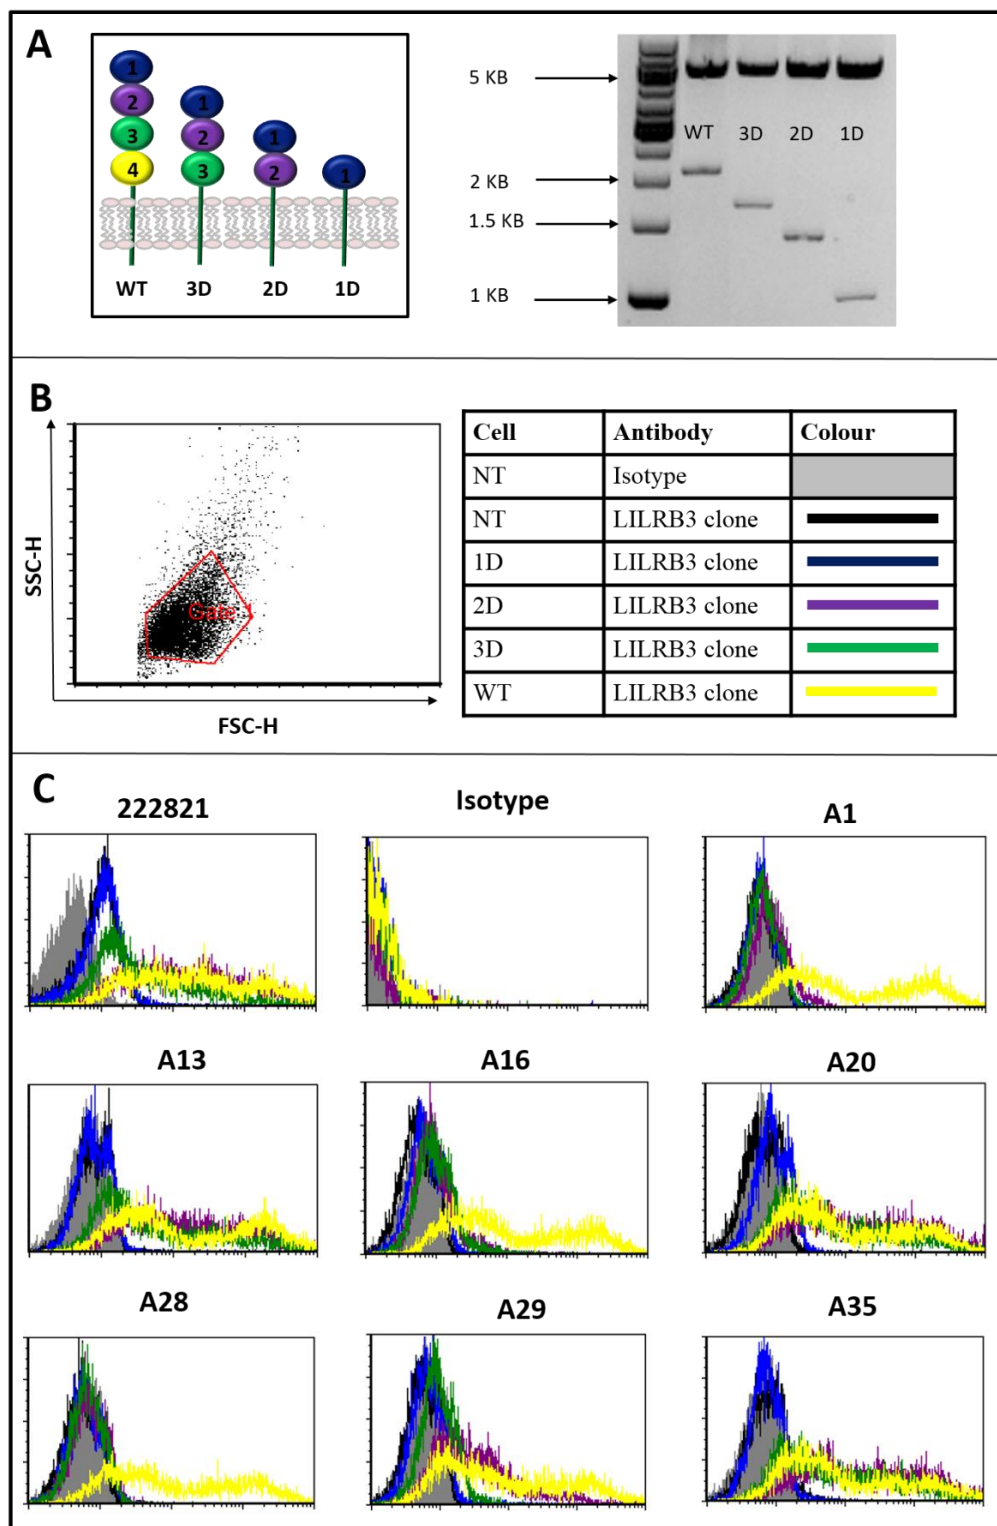 A
1
2
3
4
1
2
3
1
2
1
WT 3D 2D 1D
5 KB
2 KB
1.5 KB
1 KB
WT 3D 2D 1D
B
SSC-H
Gate
FSC-H
Cell Antibody Colour
NT Isotype
NT LILRB3 clone
1D LILRB3 clone
2D LILRB3 clone
3D LILRB3 clone
WT LILRB3 clone
C
222821 Isotype A1
A13 A16 A20
A28 A29 A35